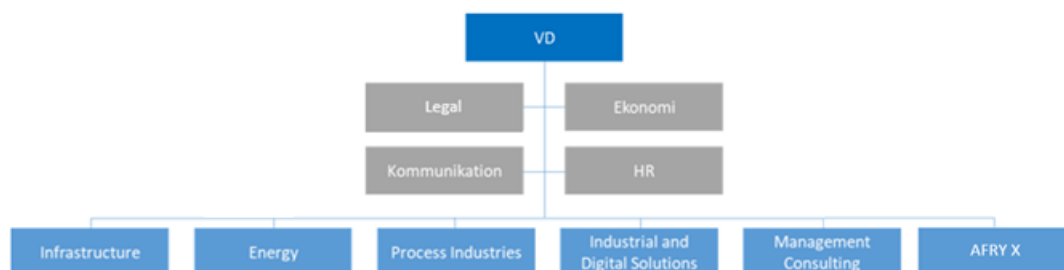 VD
Legal
Ekonomi
Kommunikation
HR
Infrastructure
Energy
Process Industries
Industrial and
Digital Solutions
Management
Consulting
AFRY X